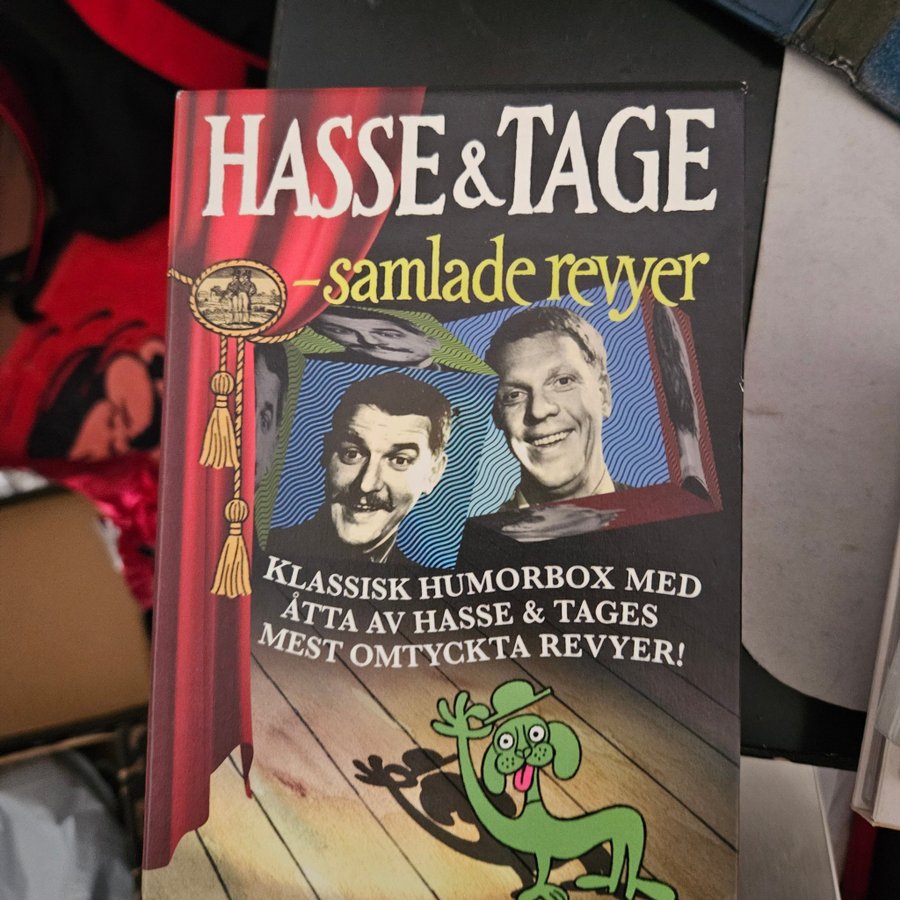 HASSE & TAGE
– samlade revyer
KLASSISK HUMORBOX MED
ÅTTA AV HASSE & TAGES
MEST OMTYCKTA REVYER!